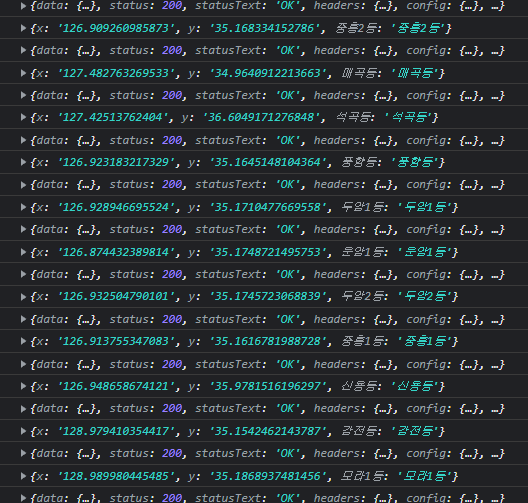 {data: {…}, status: 200, statusText: 'OK', headers: {…}, config: {…}, …}
{x: '126.909260985873', y: '35.168334152786', 중흥2동: '중흥2동'}
{data: {…}, status: 200, statusText: 'OK', headers: {…}, config: {…}, …}
{x: '127.482763269533', y: '34.9640912213663', 매곡동: '매곡동'}
{data: {…}, status: 200, statusText: 'OK', headers: {…}, config: {…}, …}
{x: '127.42513762404', y: '36.6049171276848', 석곡동: '석곡동'}
{data: {…}, status: 200, statusText: 'OK', headers: {…}, config: {…}, …}
{x: '126.923183217329', y: '35.1645148104364', 풍향동: '풍향동'}
{data: {…}, status: 200, statusText: 'OK', headers: {…}, config: {…}, …}
{x: '126.928946695524', y: '35.1710477669558', 두암1동: '두암1동'}
{data: {…}, status: 200, statusText: 'OK', headers: {…}, config: {…}, …}
{x: '126.874432389814', y: '35.1748721495753', 운암1동: '운암1동'}
{data: {…}, status: 200, statusText: 'OK', headers: {…}, config: {…}, …}
{x: '126.932504790101', y: '35.1745723068839', 두암2동: '두암2동'}
{data: {…}, status: 200, statusText: 'OK', headers: {…}, config: {…}, …}
{x: '126.913755347083', y: '35.1616781988728', 중흥1동: '중흥1동'}
{data: {…}, status: 200, statusText: 'OK', headers: {…}, config: {…}, …}
{x: '126.948658674121', y: '35.9781516196297', 신용동: '신용동'}
{data: {…}, status: 200, statusText: 'OK', headers: {…}, config: {…}, …}
{x: '128.979410354417', y: '35.1542462143787', 감전동: '감전동'}
{data: {…}, status: 200, statusText: 'OK', headers: {…}, config: {…}, …}
{x: '128.989980445485', y: '35.1868937481456', 모라1동: '모라1동'}
{data: {…}, status: 200, statusText: 'OK', headers: {…}, config: {…}, …}